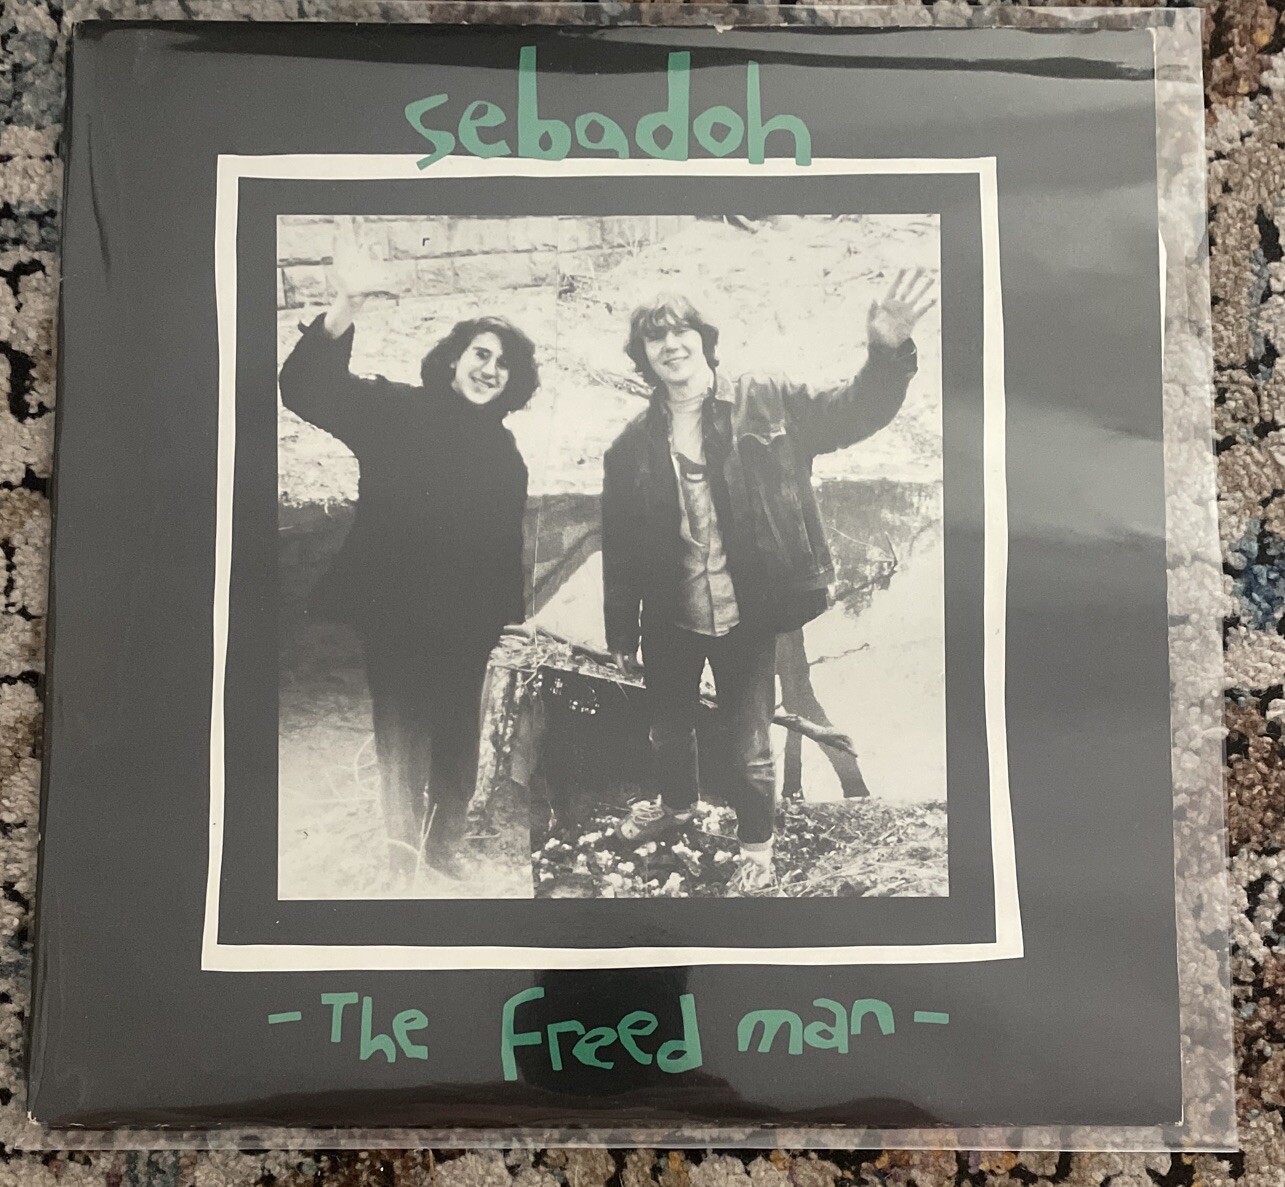 sebadoh
- The Freed man -